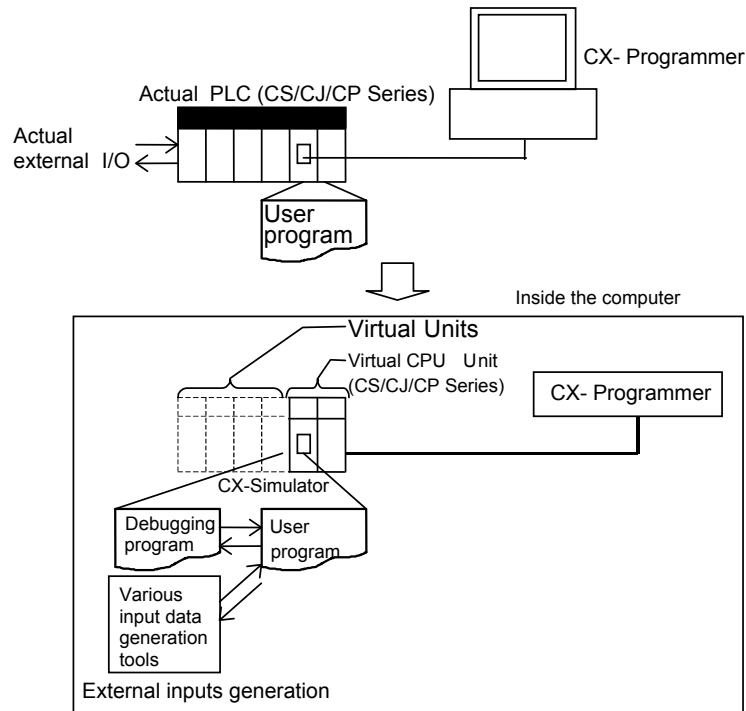 CX- Programmer
Actual PLC (CS/CJ/CP Series)
Actual
external I/O
User
program
Inside the computer
Virtual Units
Virtual CPU Unit
(CS/CJ/CP Series)
CX- Programmer
CX-Simulator
Debugging
program
User
program
Various
input data
generation
tools
External inputs generation